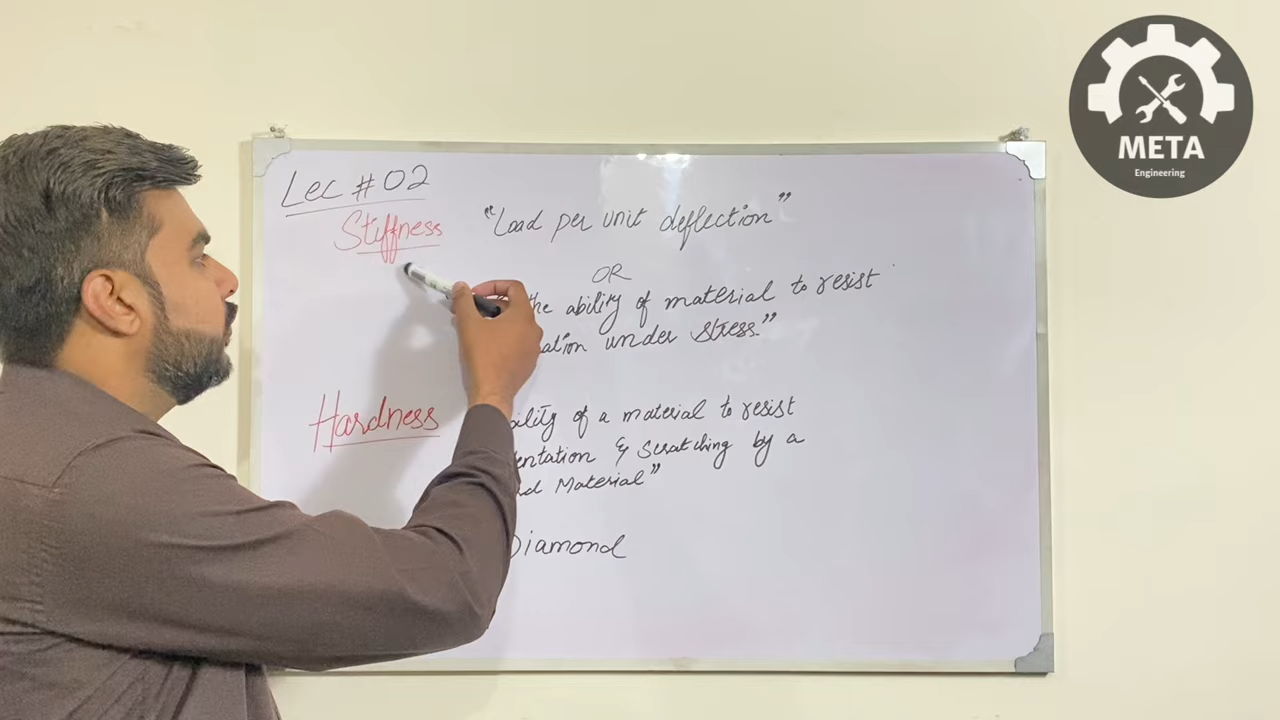 Lec # 02
Stiffness "Load per unit deflection"
OR
the ability of material to resist
under stress"
Hardness of a material to resist
& Scratching by a
Material"
Diamond
META
Engineering